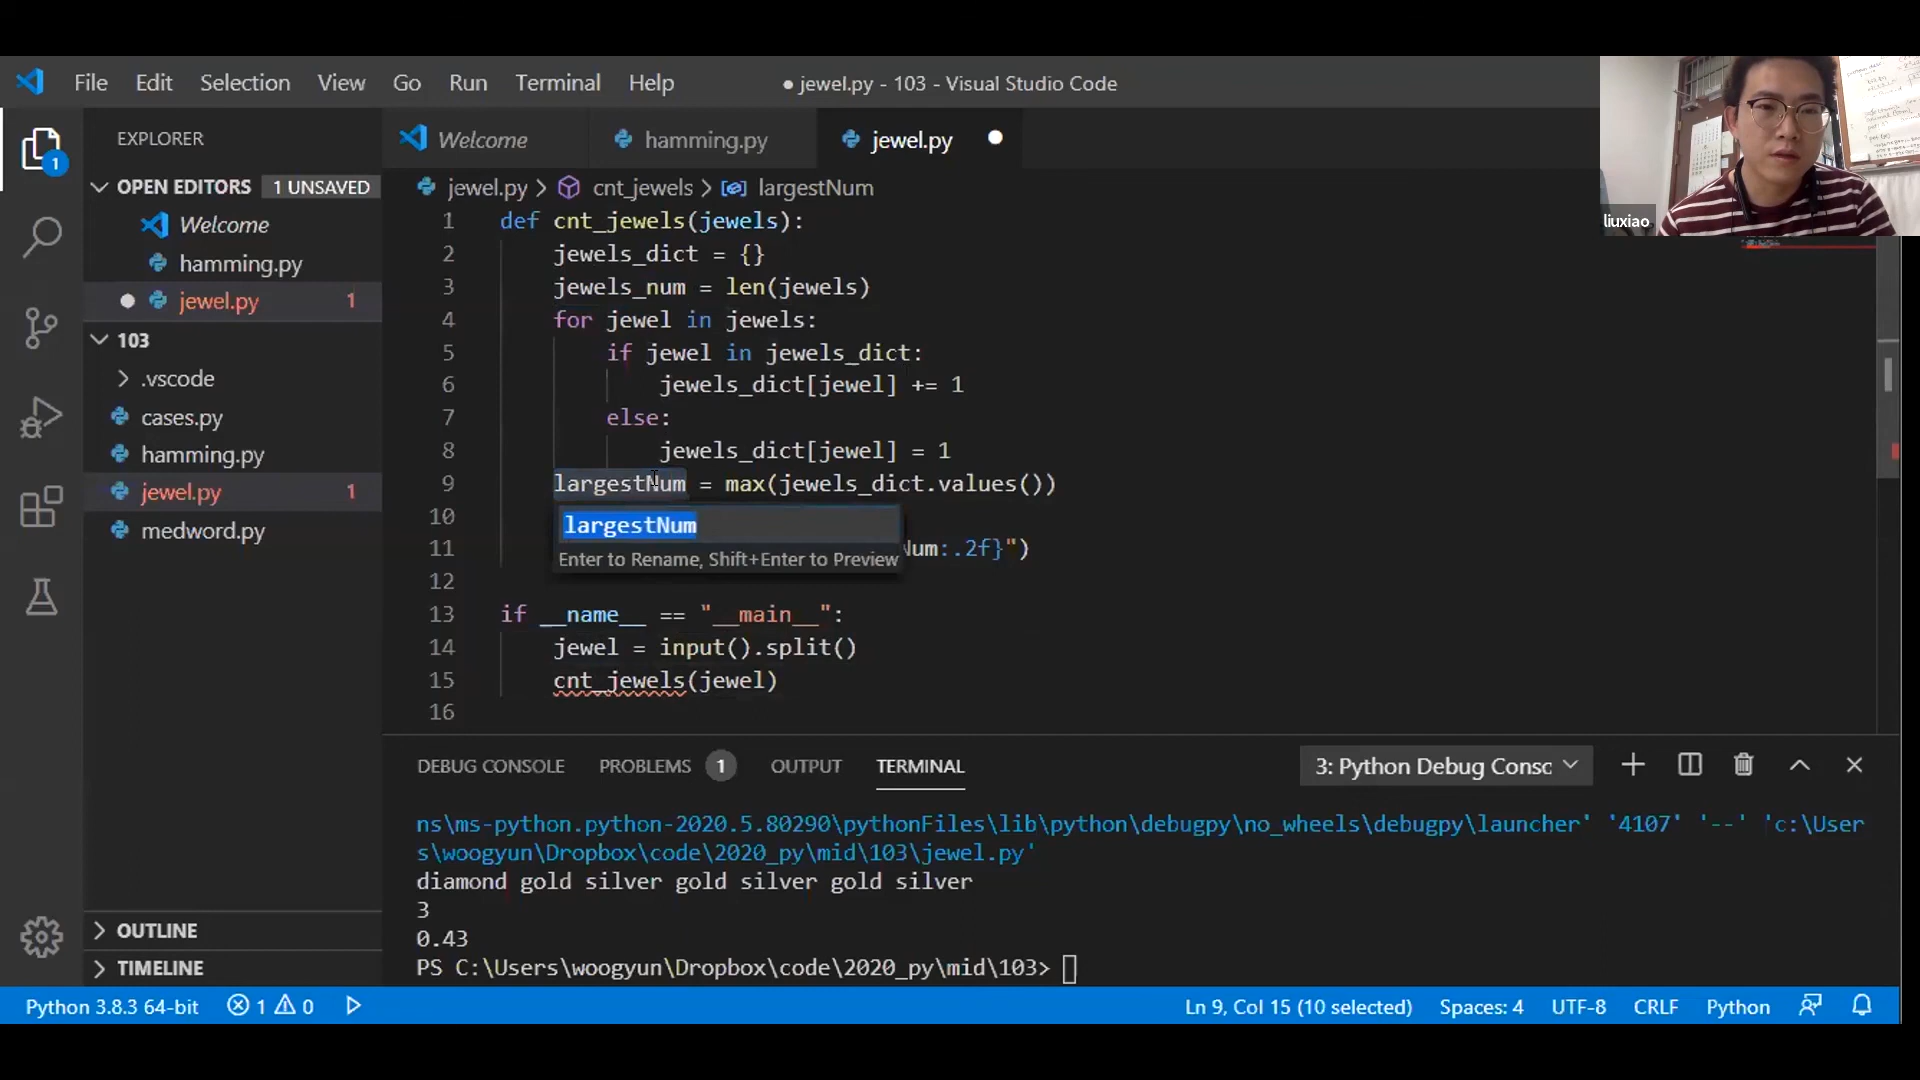 File Edit Selection View Go Run Terminal Help
● jewel.py - 103 - Visual Studio Code
liuxiao
EXPLORER
OPEN EDITORS 1 UNSAVED
Welcome
hamming.py
jewel.py 1
103
.vscode
cases.py
hamming.py
jewel.py 1
medword.py
OUTLINE
TIMELINE
1
Welcome hamming.py jewel.py
jewel.py > cnt_jewels > largestNum
1 def cnt_jewels(jewels):
2 jewels_dict = {}
3 jewels_num = len(jewels)
4 for jewel in jewels:
5 if jewel in jewels_dict:
6 jewels_dict[jewel] += 1
7 else:
8 jewels_dict[jewel] = 1
9 largestNum = max(jewels_dict.values())
10
largestNum
Enter to Rename, Shift+Enter to Preview
11 Num:.2f}")
12
13 if __name__ == "__main__":
14 jewel = input().split()
15 cnt_jewels(jewel)
16
DEBUG CONSOLE PROBLEMS 1 OUTPUT TERMINAL
3: Python Debug Consc
ns\ms-python.python-2020.5.80290\pythonFiles\lib\python\debugpy\no_wheels\debugpy\launcher' '4107' '--' 'c:\User
s\woogyun\Dropbox\code\2020_py\mid\103\jewel.py'
diamond gold silver gold silver gold silver
3
0.43
PS C:\Users\woogyun\Dropbox\code\2020_py\mid\103>
Python 3.8.3 64-bit 1 0
Ln 9, Col 15 (10 selected) Spaces: 4 UTF-8 CRLF Python